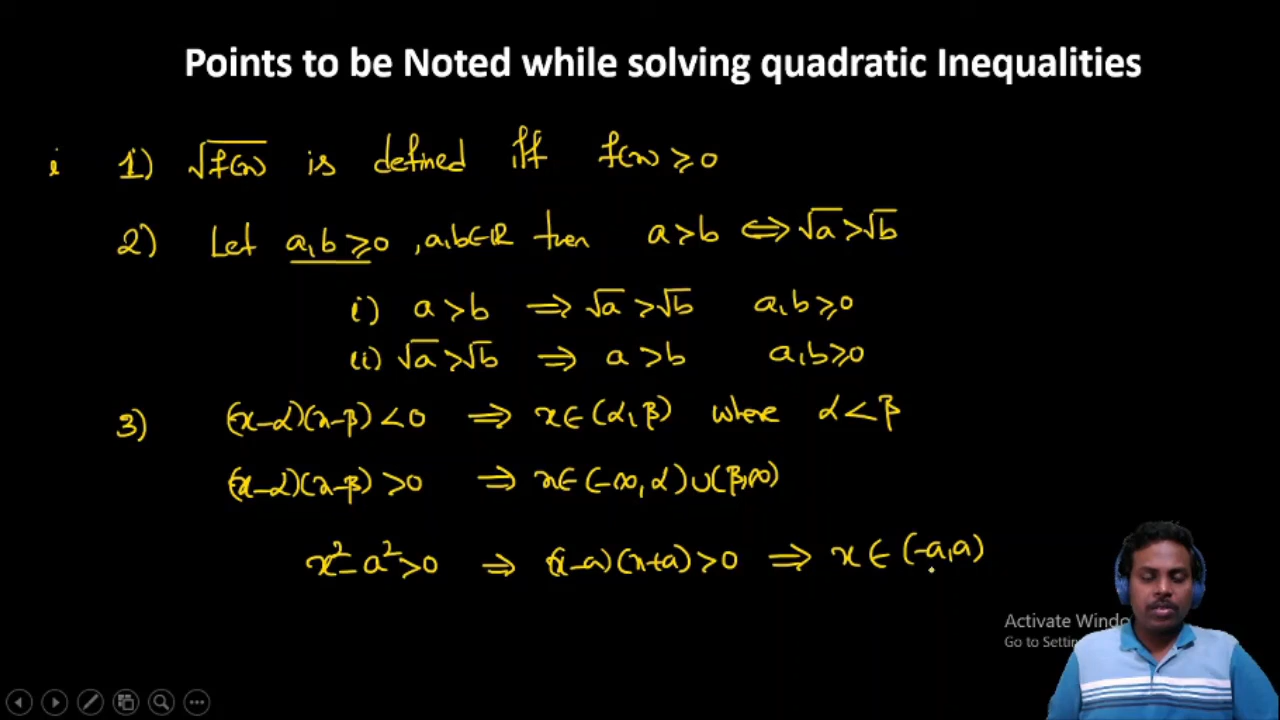 Points to be Noted while solving quadratic Inequalities
i 1) √f(x) is defined iff f(x) ≥ 0
2) Let a,b ≥ 0 , a,b ∈ ℝ then a > b ⟺ √a > √b
i) a > b ⟹ √a > √b a,b ≥ 0
ii) √a > √b ⟹ a > b a,b ≥ 0
3) (x-α)(x-β) < 0 ⟹ x ∈ (α,β) where α < β
(x-α)(x-β) > 0 ⟹ x ∈ (-∞,α) ∪ (β,∞)
x² - a² > 0 ⟹ (x-a)(x+a) > 0 ⟹ x ∈ (-a,a)
Activate Windo
Go to Settin